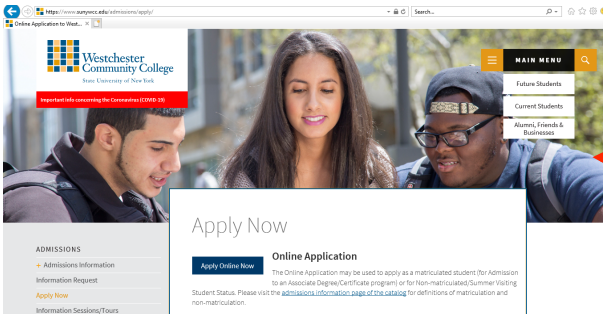 https://www.sunywcc.edu/admissions/apply/
Search...
Online Application to West...
Westchester
Community College
State University of New York
Important info concerning the Coronavirus (COVID-19)
MAIN MENU
Future Students
Current Students
Alumni, Friends &
Businesses
Apply Now
ADMISSIONS
+ Admissions Information
Information Request
Apply Now
Information Sessions/Tours
Apply Online Now
Online Application
The Online Application may be used to apply as a matriculated student (for Admission
to an Associate Degree/Certificate program) or for Non-matriculated/Summer Visiting
Student Status. Please visit the admissions information page of the catalog for definitions of matriculation and
non-matriculation.